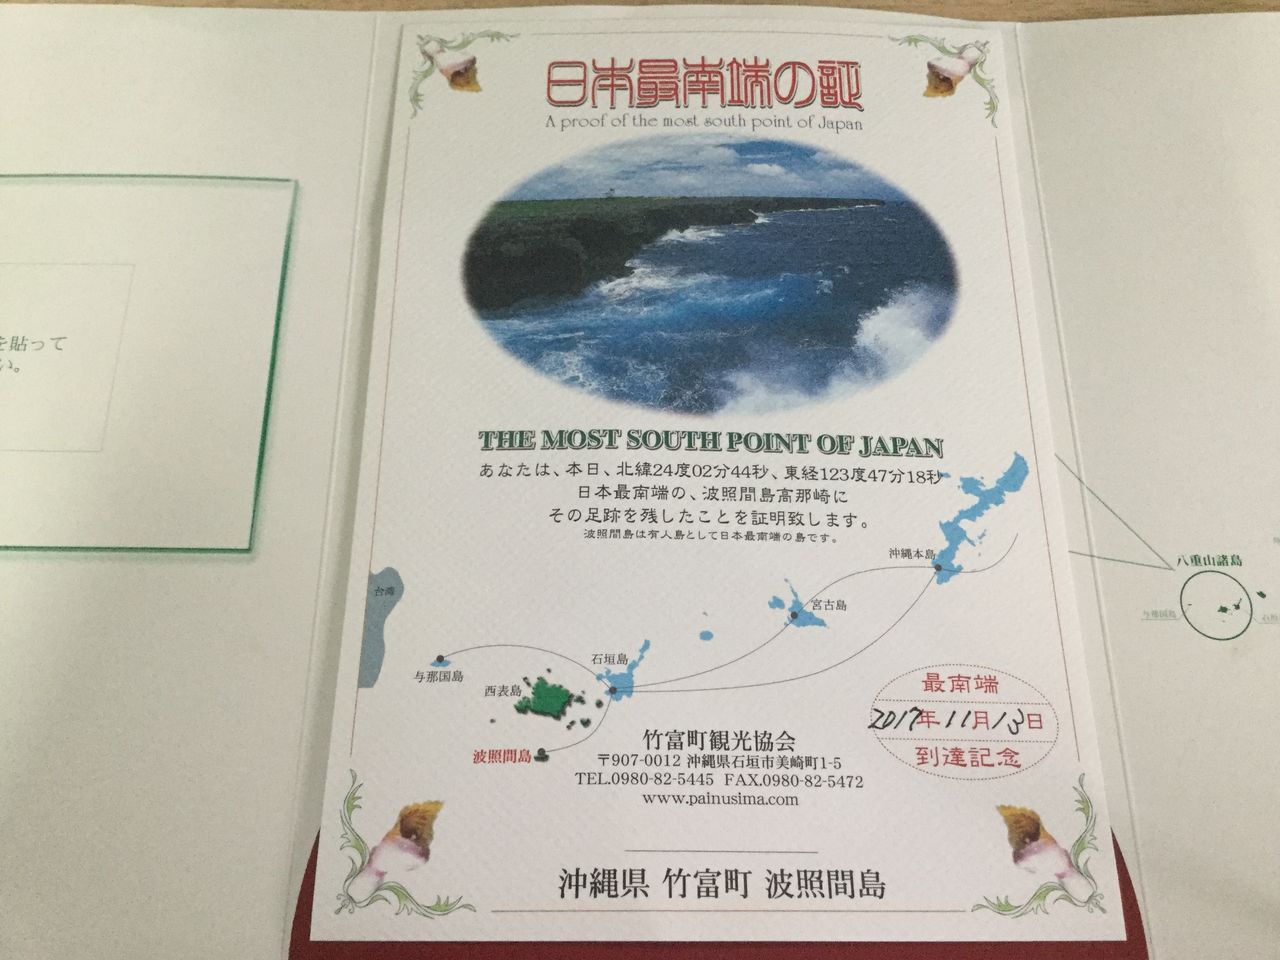 日本最南端の証
A proof of the most south point of Japan
THE MOST SOUTH POINT OF JAPAN
あなたは、本日、北緯24度02分44秒、東経123度47分18秒
日本最南端の、波照間島高那崎に
その足跡を残したことを証明致します。
波照間島は有人島として日本最南端の島です。
を貼って
い。
沖縄本島
八重山諸島
台湾
宮古島
与那国島
石垣島
与那国島
西表島
波照間島
最南端
2017年11月13日
到達記念
竹富町観光協会
〒907-0012 沖縄県石垣市美崎町1-5
TEL.0980-82-5445 FAX.0980-82-5472
www.painusima.com
沖縄県 竹富町 波照間島